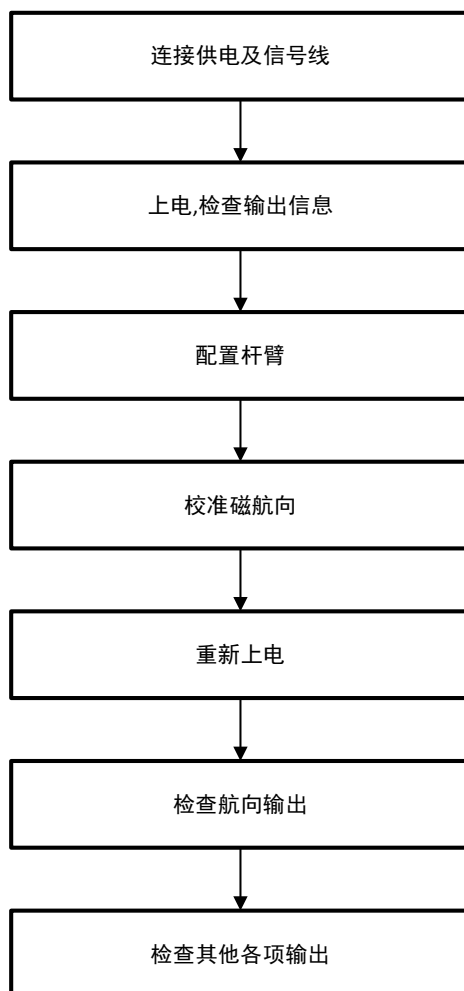 连接供电及信号线
上电,检查输出信息
配置杆臂
校准磁航向
重新上电
检查航向输出
检查其他各项输出